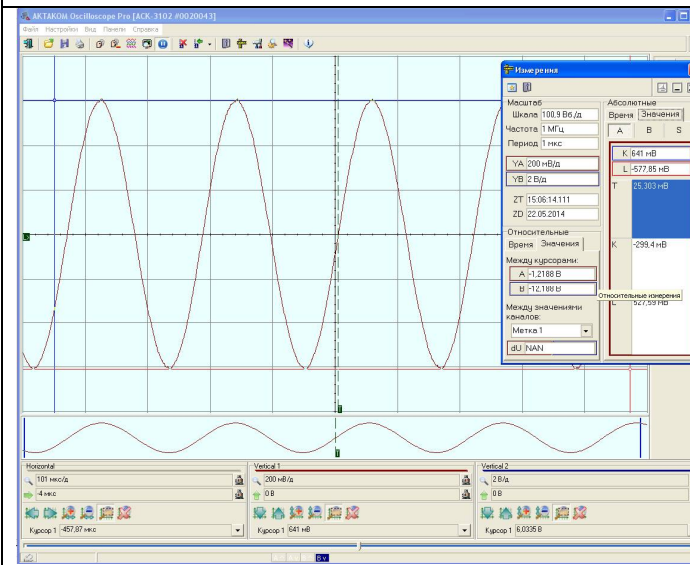 AKTAKOM Oscilloscope Pro [ACK-3102 #0020043]
Файл Настройки Вид Панели Справка
Измерения
Масштаб
Шкала 100,9 Вб./д
Частота 1 МГц
Период 1 мкс
YA 200 мВ/д
YB 2 В/д
ZT 15:06:14.111
ZD 22.05.2014
Относительные
Время Значения
Между курсорами:
A -1,2188 В
B -12,188 В
Между значениями
каналов:
Метка 1
dU NAN
Абсолютные
Время Значения
A B S
K 641 мВ
L -577,85 мВ
T 25,303 мВ
K -299,4 мВ
Относительные измерения
L 527,59 мВ
Horizontal
101 мкс/д
-4 мкс
Курсор 1 -457,87 мкс
Vertical 1
200 мВ/д
0 В
Курсор 1 641 мВ
Vertical 2
2 В/д
0 В
Курсор 1 6,0335 В